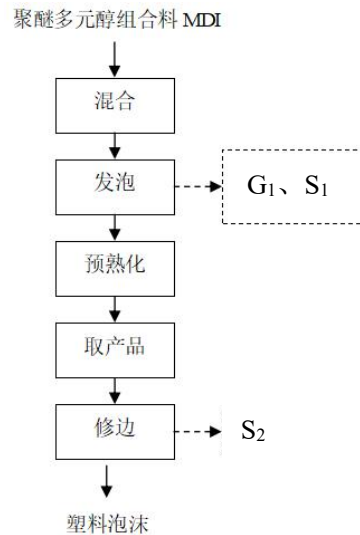 聚醚多元醇组合料 MDI
混合
发泡
G₁、S₁
预熟化
取产品
修边
S₂
塑料泡沫